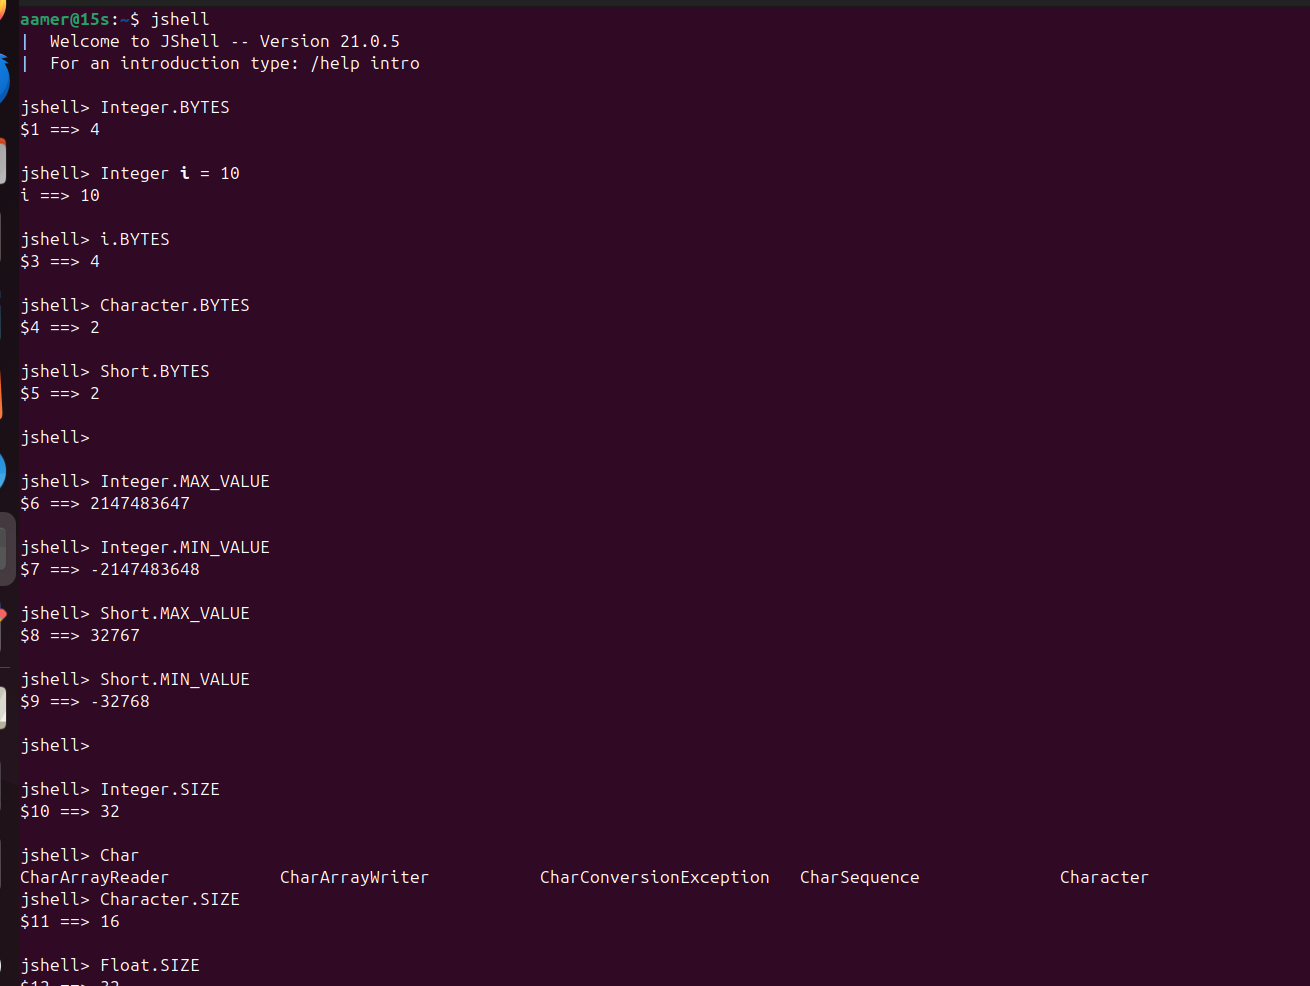 aamer@15s:~$ jshell
|  Welcome to JShell -- Version 21.0.5
|  For an introduction type: /help intro
jshell> Integer.BYTES
$1 ==> 4
jshell> Integer i = 10
i ==> 10
jshell> i.BYTES
$3 ==> 4
jshell> Character.BYTES
$4 ==> 2
jshell> Short.BYTES
$5 ==> 2
jshell>
jshell> Integer.MAX_VALUE
$6 ==> 2147483647
jshell> Integer.MIN_VALUE
$7 ==> -2147483648
jshell> Short.MAX_VALUE
$8 ==> 32767
jshell> Short.MIN_VALUE
$9 ==> -32768
jshell>
jshell> Integer.SIZE
$10 ==> 32
jshell> Char
CharArrayReader CharArrayWriter CharConversionException CharSequence Character
jshell> Character.SIZE
$11 ==> 16
jshell> Float.SIZE
$12 ==> 32